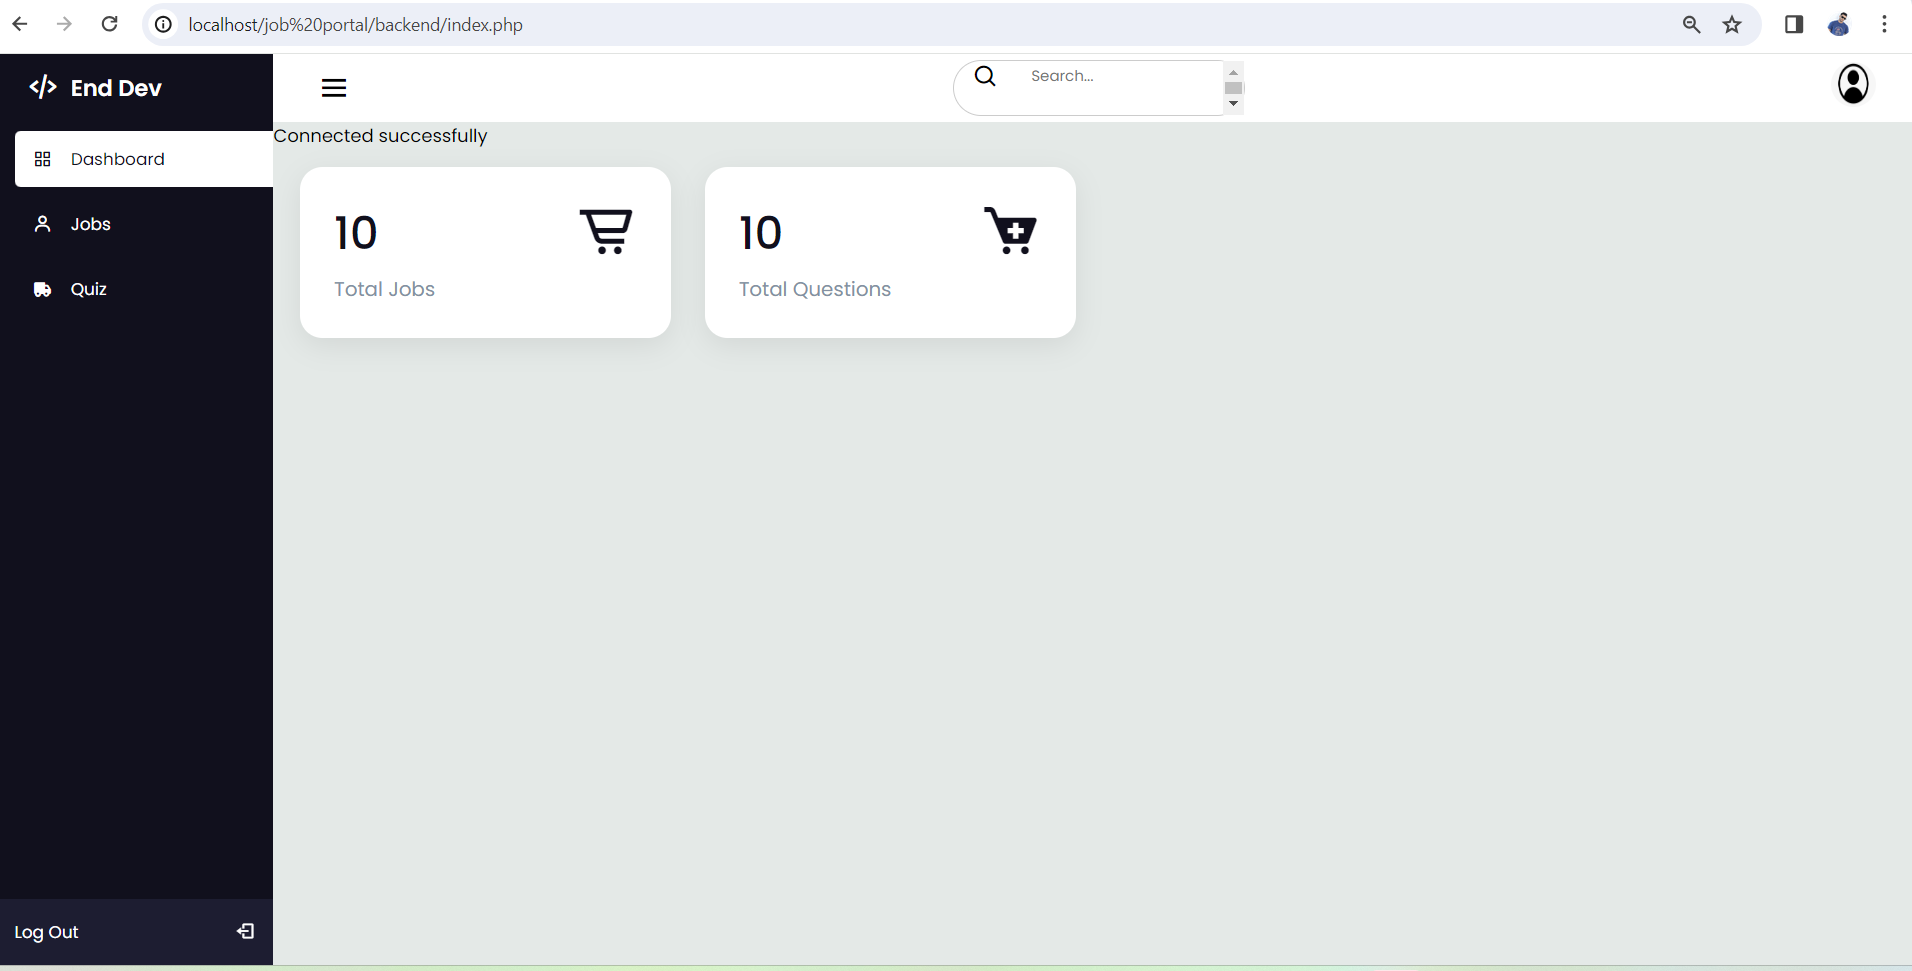 localhost/job%20portal/backend/index.php
</> End Dev
Search...
Connected successfully
Dashboard
Jobs
Quiz
10
Total Jobs
10
Total Questions
Log Out